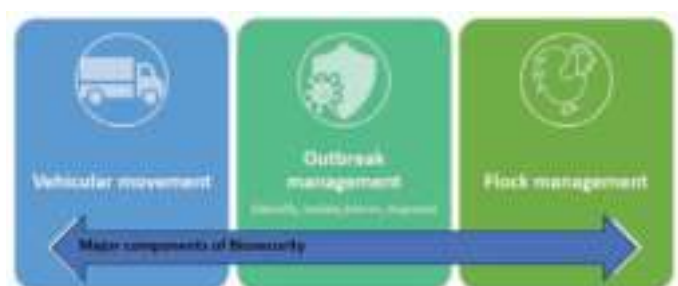 Vehicular movement
Outbreak
management
Flock management
Major components of Biosecurity